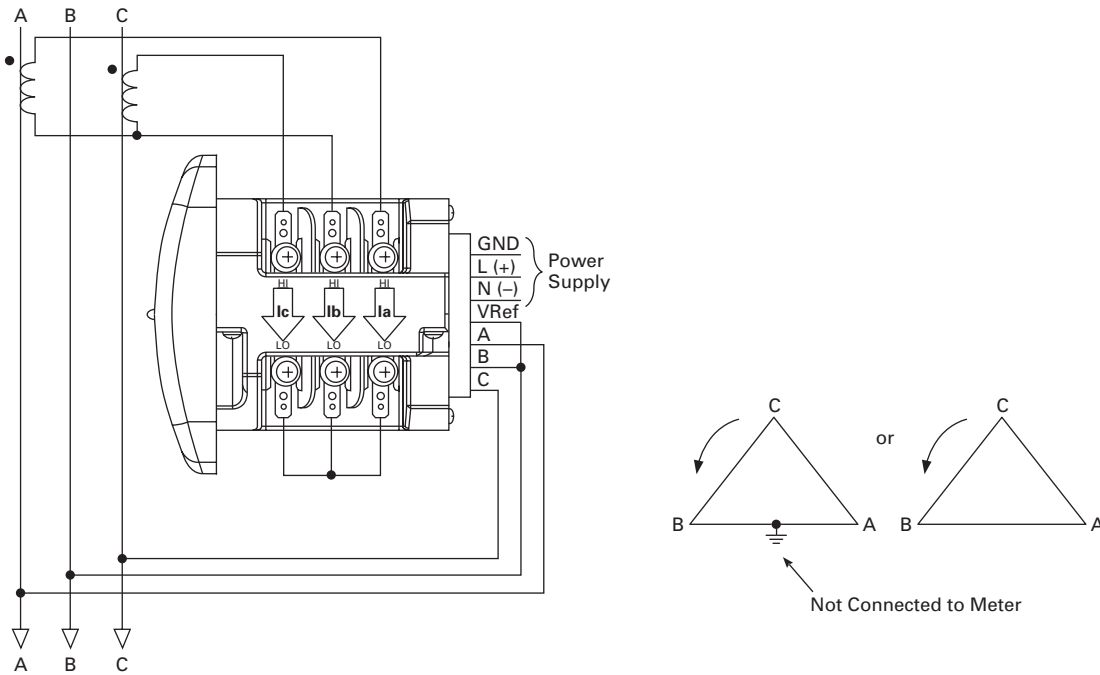 A B C
GND
L (+)
N (–)
VRef
A
B
C
Power
Supply
HI HI HI
Ic Ib Ia
LO LO LO
A B C
C
B A
or
C
B A
Not Connected to Meter